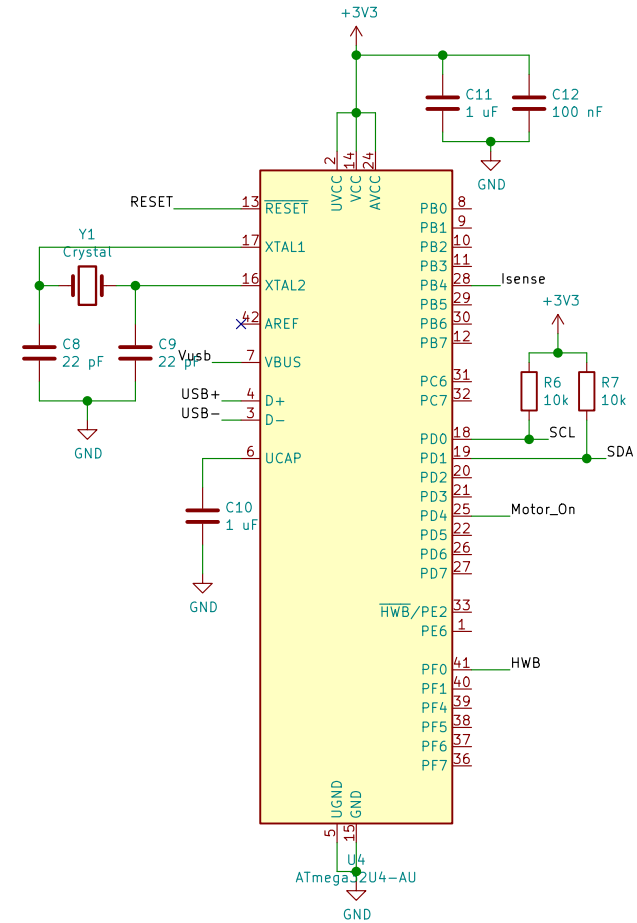 +3V3
C11
1 uF
C12
100 nF
GND
2
14
24
UVCC
VCC
AVCC
RESET
13
RESET
PB0
8
PB1
9
Y1
Crystal
17
XTAL1
PB2
10
PB3
11
16
XTAL2
PB4
28
Isense
PB5
29
+3V3
42
AREF
PB6
30
PB7
12
C8
22 pF
C9
22 pF
Vusb
7
VBUS
PC6
31
R6
10k
R7
10k
USB+
4
D+
PC7
32
USB-
3
D-
GND
PD0
18
SCL
6
UCAP
PD1
19
SDA
PD2
20
PD3
21
C10
1 uF
PD4
25
Motor_On
PD5
22
PD6
26
PD7
27
GND
HWB/PE2
33
PE6
1
PF0
41
HWB
PF1
40
PF4
39
PF5
38
PF6
37
PF7
36
UGND
GND
5
15
U4
ATmega32U4-AU
GND